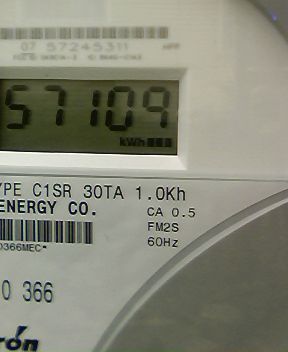 07 57245311
57109
kWh
YPE C1SR 30TA 1.0Kh
ENERGY CO.
CA 0.5
FM2S
60Hz
0366MEC*
0 366
rón